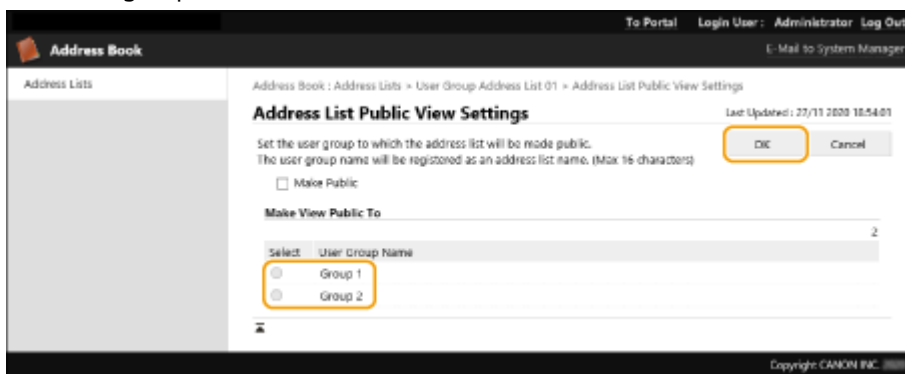 To Portal Login User : Administrator Log Out
Address Book
E-Mail to System Manager
Address Lists
Address Book : Address Lists > User Group Address List 01 > Address List Public View Settings
Address List Public View Settings
Last Updated : 27/11 2020 18:54:01
Set the user group to which the address list will be made public.
The user group name will be registered as an address list name. (Max 16 characters)
OK Cancel
Make Public
Make View Public To
2
Select User Group Name
Group 1
Group 2
Copyright CANON INC.